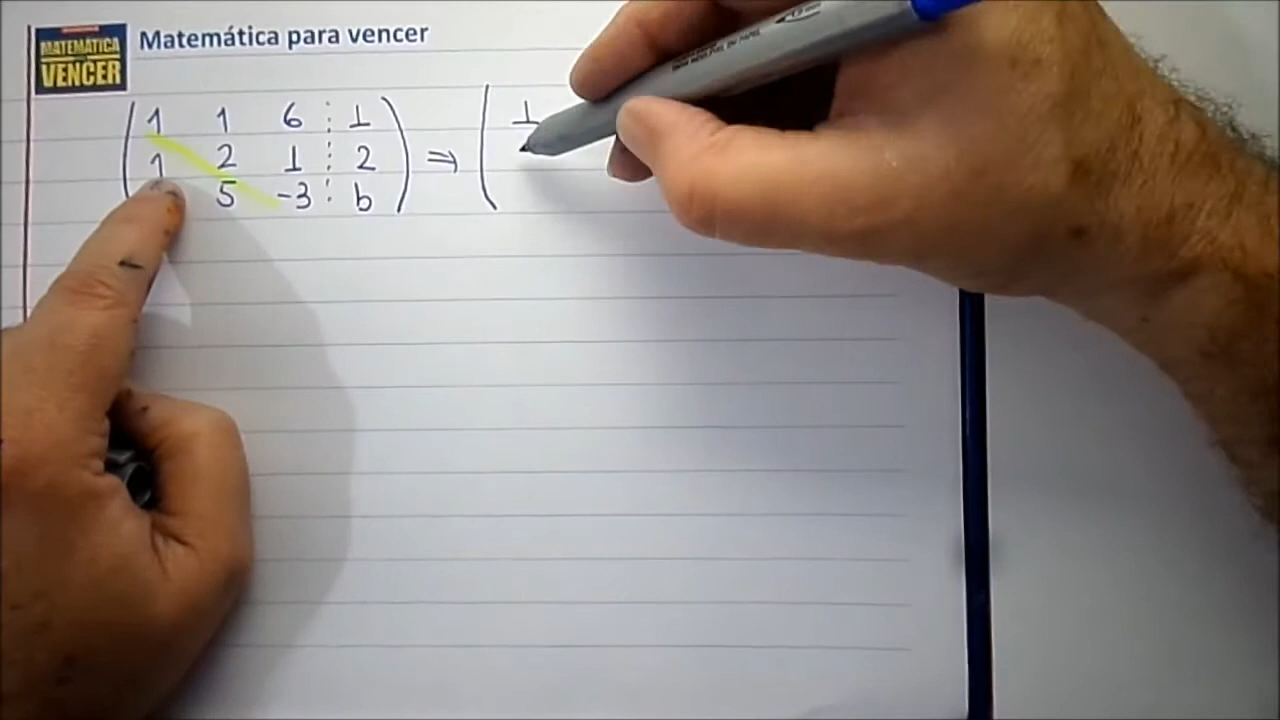 MATEMÁTICA
VENCER
Matemática para vencer
1 1 6 ⋮ 1 ⇒ 1
1 2 1 ⋮ 2
5 -3 ⋮ b